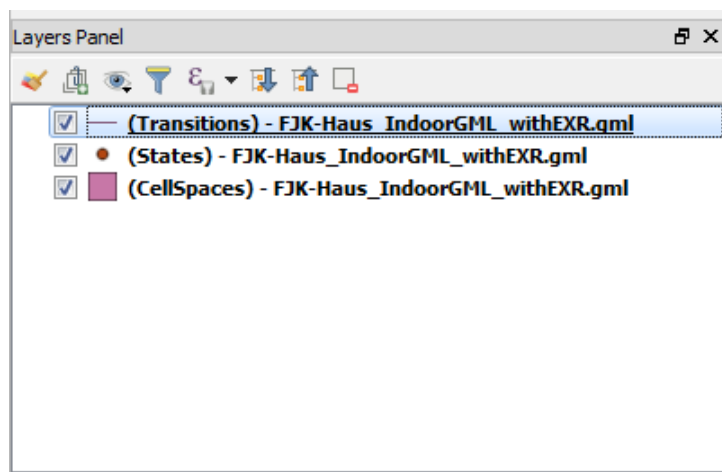 Layers Panel
(Transitions) - FJK-Haus_IndoorGML_withEXR.gml
(States) - FJK-Haus_IndoorGML_withEXR.gml
(CellSpaces) - FJK-Haus_IndoorGML_withEXR.gml